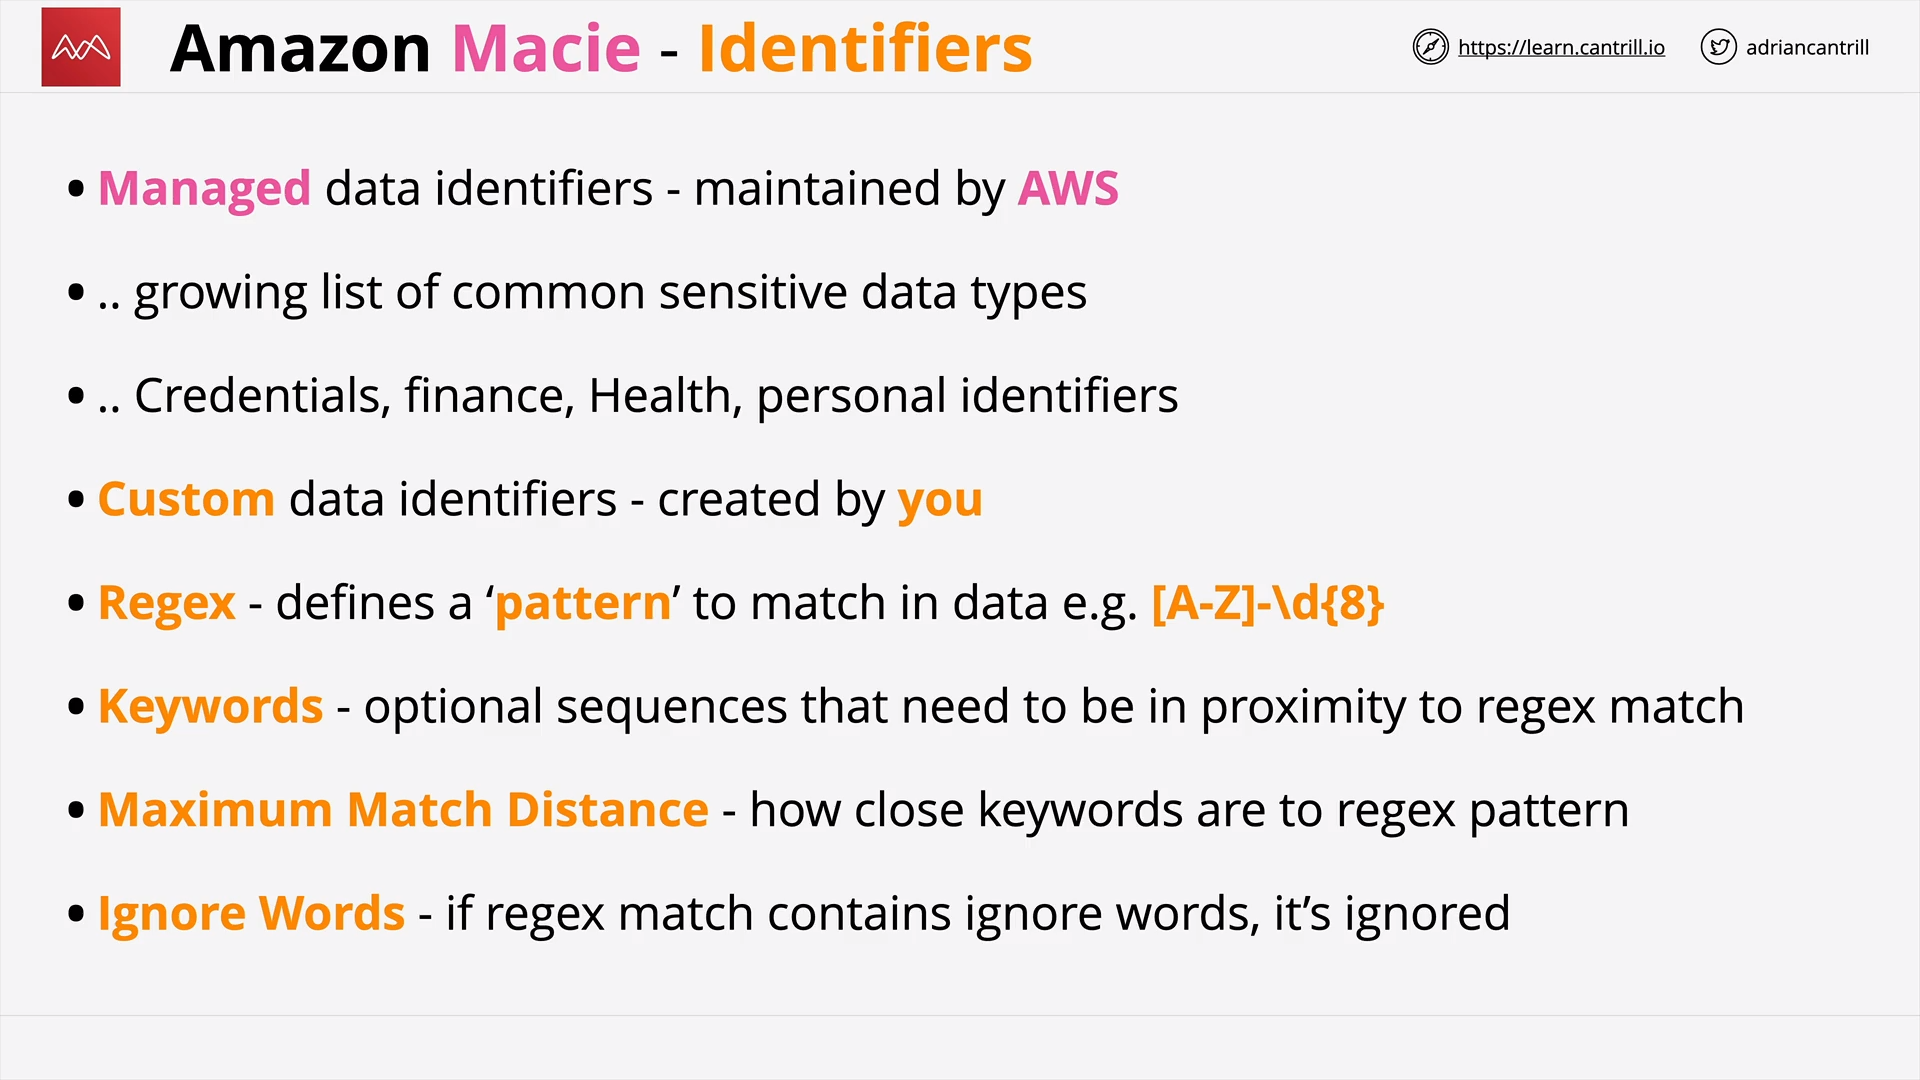 Amazon Macie - Identifiers
https://learn.cantrill.io
adriancantrill
• Managed data identifiers - maintained by AWS
• .. growing list of common sensitive data types
• .. Credentials, finance, Health, personal identifiers
• Custom data identifiers - created by you
• Regex - defines a ‘pattern’ to match in data e.g. [A-Z]-\d{8}
• Keywords - optional sequences that need to be in proximity to regex match
• Maximum Match Distance - how close keywords are to regex pattern
• Ignore Words - if regex match contains ignore words, it’s ignored